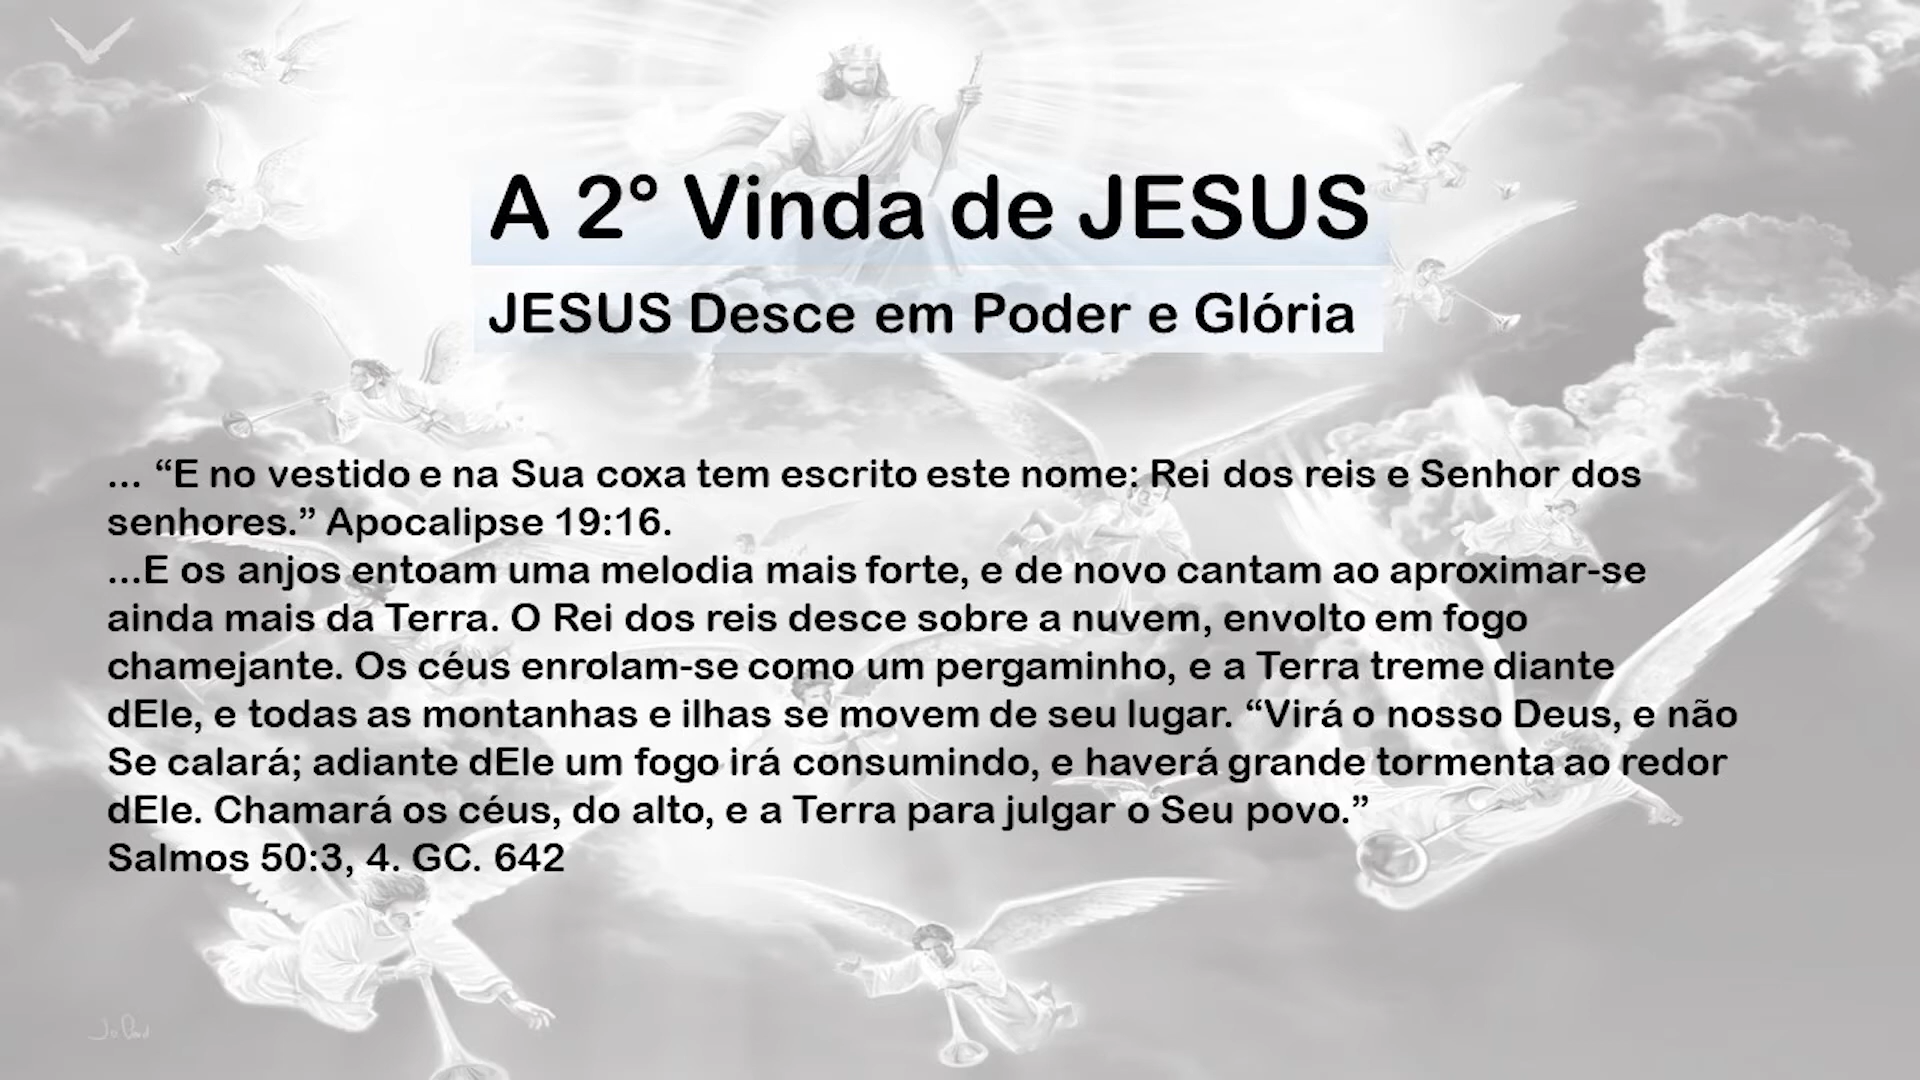 A 2º Vinda de JESUS
JESUS Desce em Poder e Glória
... “E no vestido e na Sua coxa tem escrito este nome: Rei dos reis e Senhor dos
senhores.” Apocalipse 19:16.
...E os anjos entoam uma melodia mais forte, e de novo cantam ao aproximar-se
ainda mais da Terra. O Rei dos reis desce sobre a nuvem, envolto em fogo
chamejante. Os céus enrolam-se como um pergaminho, e a Terra treme diante
dEle, e todas as montanhas e ilhas se movem de seu lugar. “Virá o nosso Deus, e não
Se calará; adiante dEle um fogo irá consumindo, e haverá grande tormenta ao redor
dEle. Chamará os céus, do alto, e a Terra para julgar o Seu povo.”
Salmos 50:3, 4. GC. 642